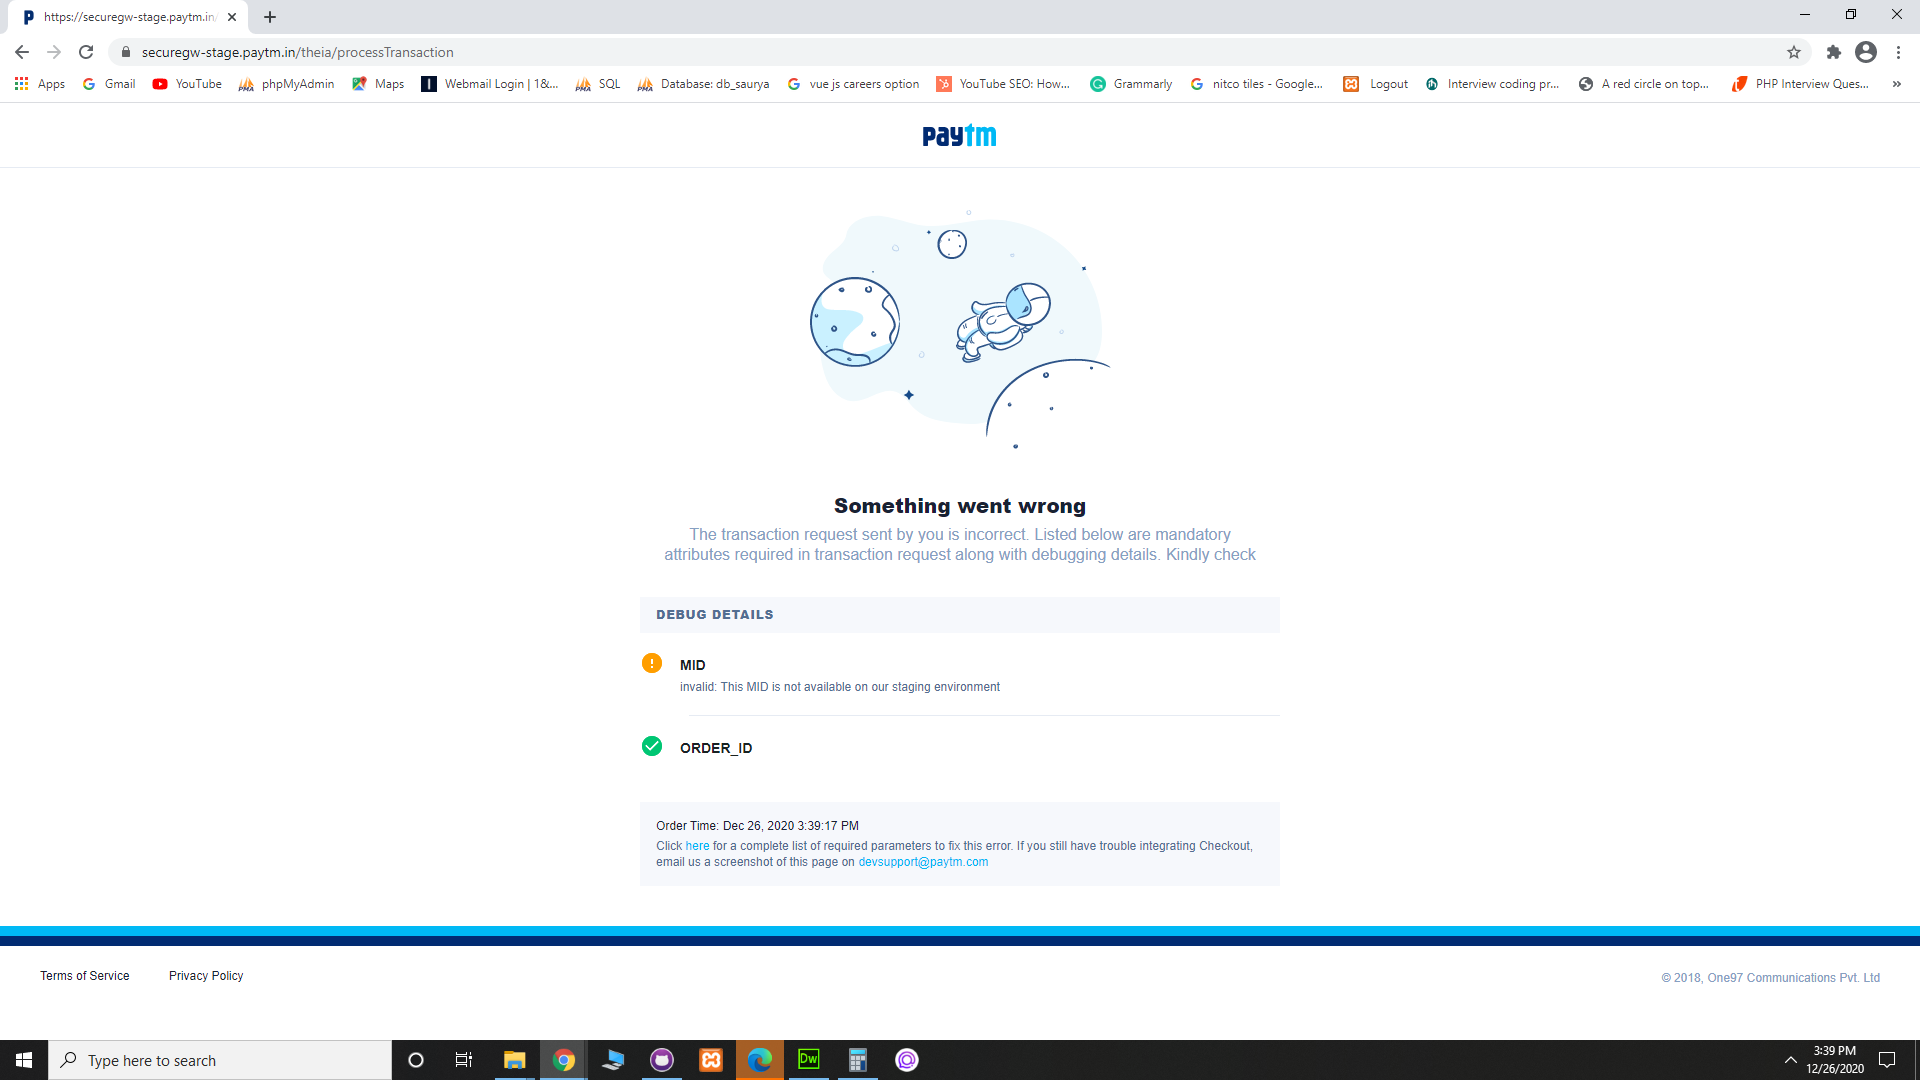 https://securegw-stage.paytm.in/
securegw-stage.paytm.in/theia/processTransaction
Apps
Gmail
YouTube
phpMyAdmin
Maps
Webmail Login | 1&...
SQL
Database: db_saurya
vue js careers option
YouTube SEO: How...
Grammarly
nitco tiles - Google...
Logout
Interview coding pr...
A red circle on top...
PHP Interview Ques...
»
paytm
Something went wrong
The transaction request sent by you is incorrect. Listed below are mandatory
attributes required in transaction request along with debugging details. Kindly check
DEBUG DETAILS
MID
invalid: This MID is not available on our staging environment
ORDER_ID
Order Time: Dec 26, 2020 3:39:17 PM
Click here for a complete list of required parameters to fix this error. If you still have trouble integrating Checkout,
email us a screenshot of this page on devsupport@paytm.com
Terms of Service
Privacy Policy
© 2018, One97 Communications Pvt. Ltd
Type here to search
Dw
3:39 PM
12/26/2020